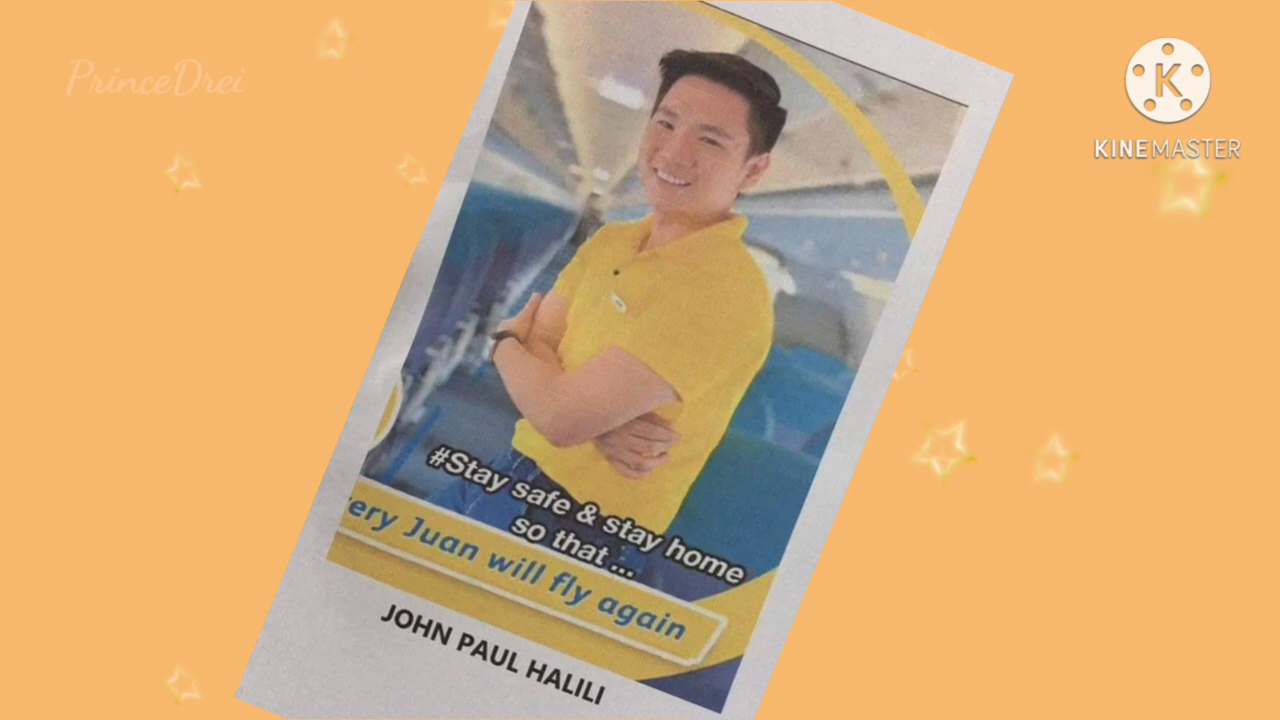 PrinceDrei
K
KINEMASTER
#Stay safe & stay home
so that ...
ery Juan will fly again
JOHN PAUL HALILI